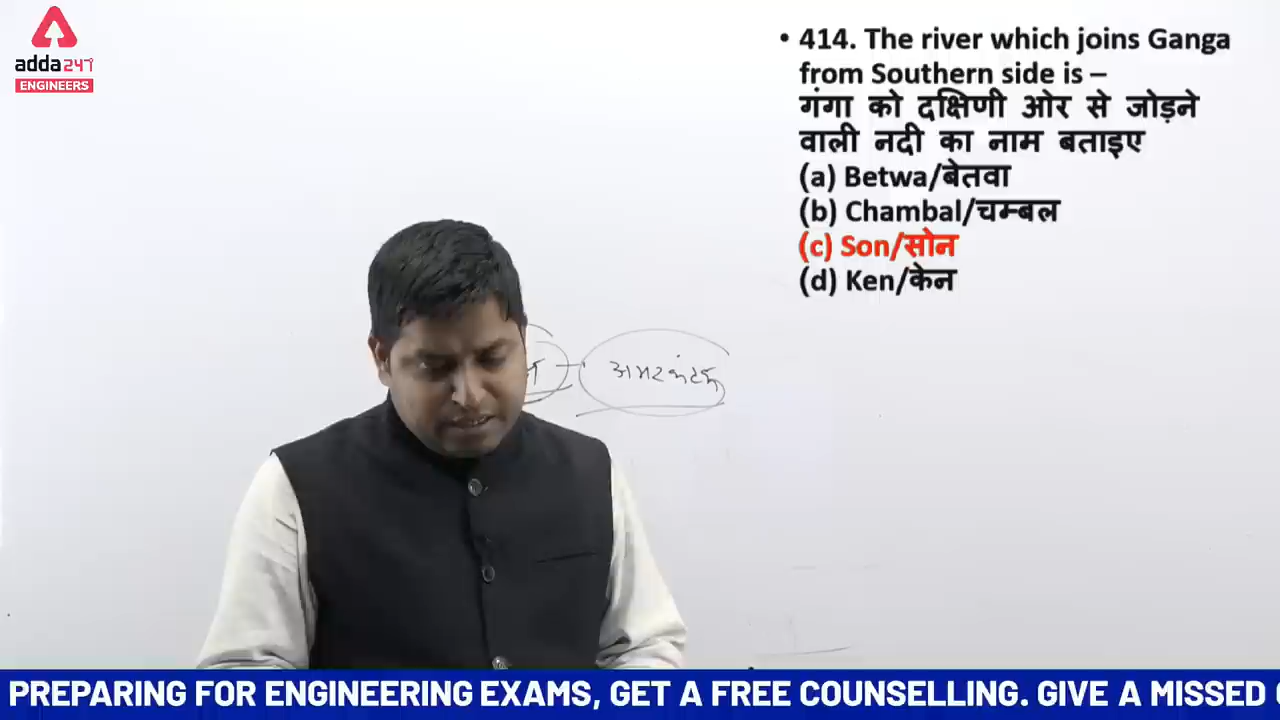 adda247
ENGINEERS
• 414. The river which joins Ganga
from Southern side is –
गंगा को दक्षिणी ओर से जोड़ने
वाली नदी का नाम बताइए
(a) Betwa/बेतवा
(b) Chambal/चम्बल
(c) Son/सोन
(d) Ken/केन
अमरकंटक
PREPARING FOR ENGINEERING EXAMS, GET A FREE COUNSELLING. GIVE A MISSED